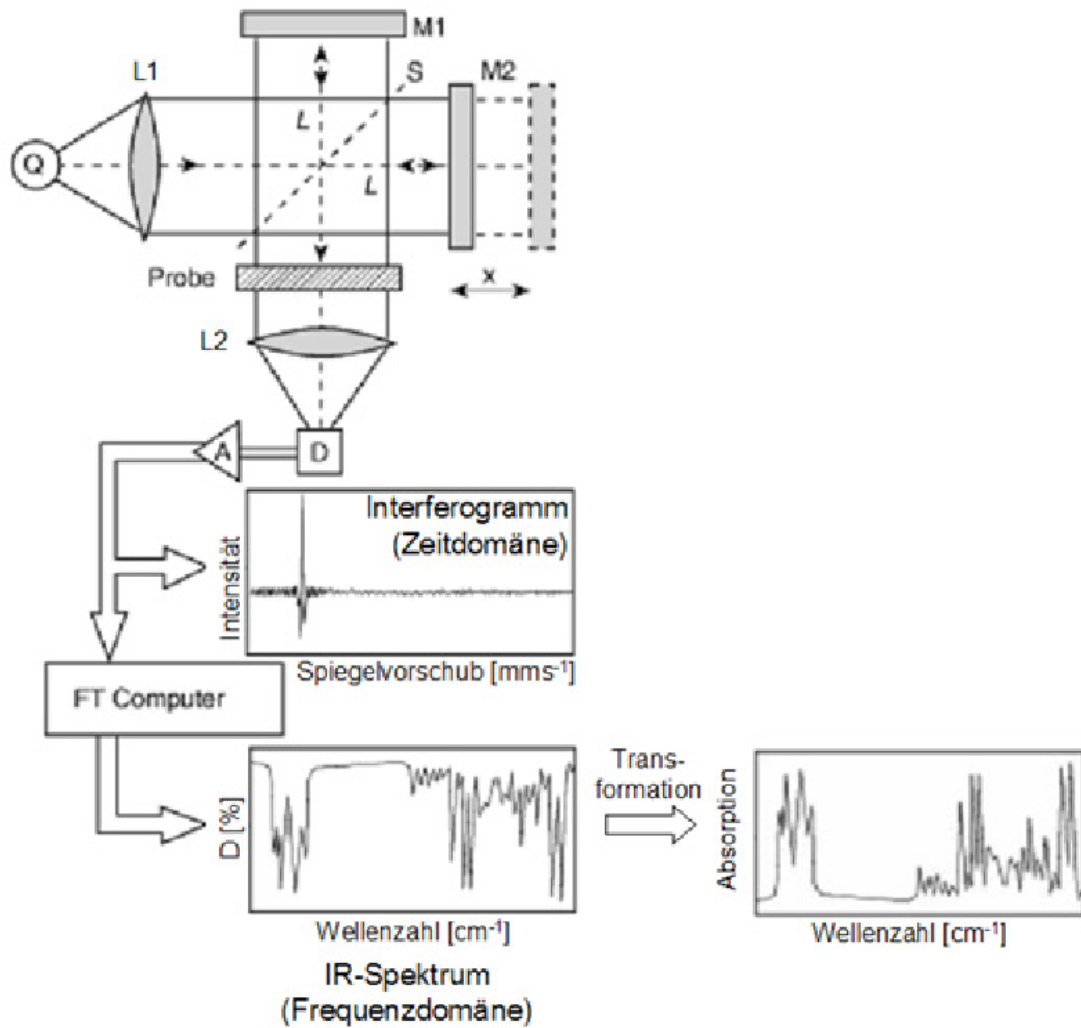 M1
L1
S
M2
L
Q
L
Probe
x
L2
A
D
Interferogramm
(Zeitdomäne)
Intensität
Spiegelvorschub [mms-1]
FT Computer
D [%]
Wellenzahl [cm-1]
IR-Spektrum
(Frequenzdomäne)
Trans-
formation
Absorption
Wellenzahl [cm-1]